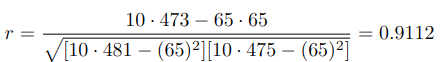 r = \frac{10 \cdot 473 - 65 \cdot 65}{\sqrt{[10 \cdot 481 - (65)^2][10 \cdot 475 - (65)^2]}} = 0.9112